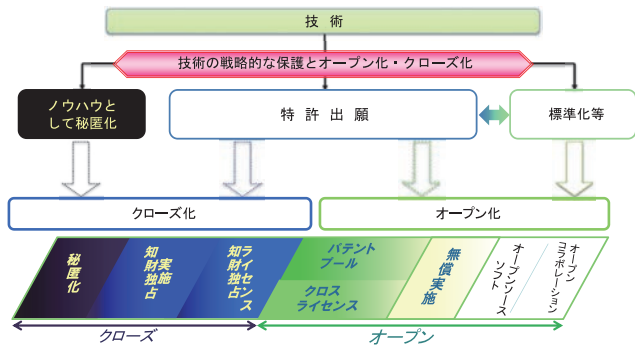 技術
技術の戦略的な保護とオープン化・クローズ化
ノウハウと
して秘匿化
特許出願
標準化等
クローズ化
オープン化
秘匿化
知財独占
実施
知財独占
ライセンス
パテント
プール
クロス
ライセンス
無償実施
オープンソース
ソフト
オープン
コラボレーション
クローズ
オープン